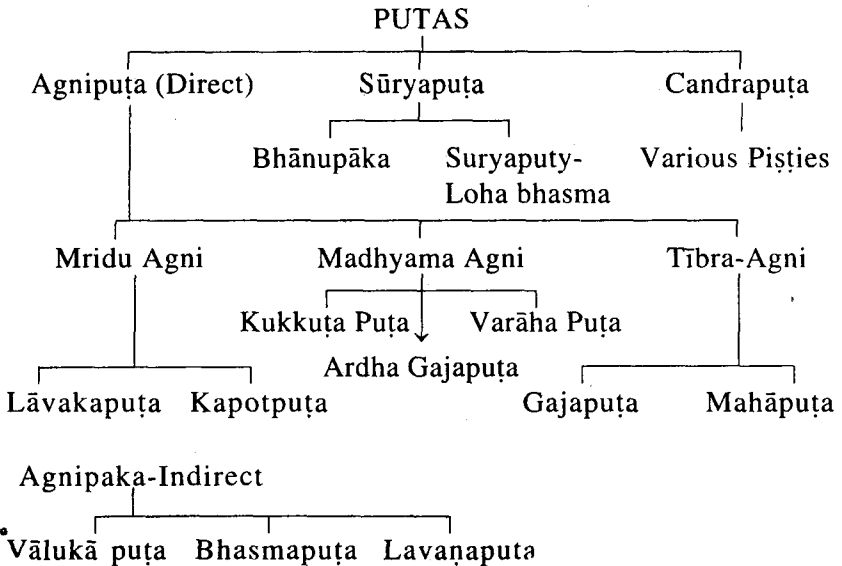 PUTAS
Agnipuṭa (Direct) Sūryapuṭa Candrapuṭa
Bhānupāka Suryaputy- Various Piṣṭies
Loha bhasma
Mridu Agni Madhyama Agni Tībra-Agni
Kukkuṭa Puṭa Varāha Puṭa
Ardha Gajapuṭa
Lāvakapuṭa Kapotpuṭa Gajapuṭa Mahāpuṭa
Agnipaka-Indirect
Vālukā puṭa Bhasmapuṭa Lavaṇaputa